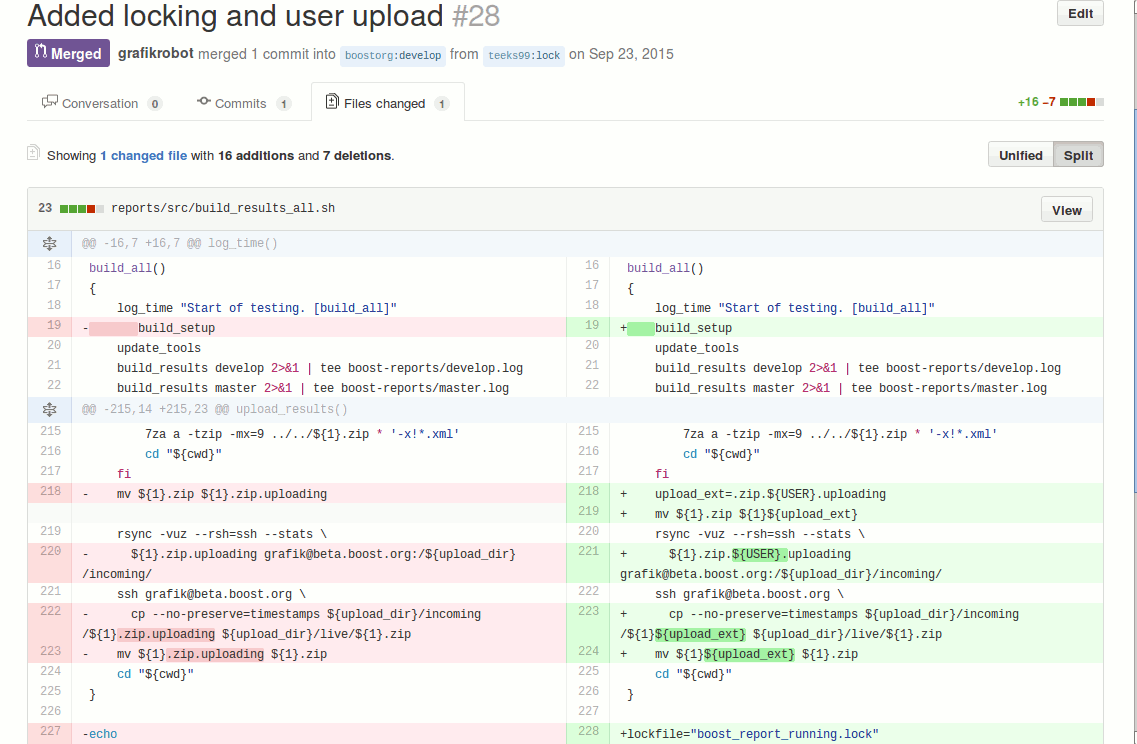 Added locking and user upload #28
Edit
Merged grafikrobot merged 1 commit into boostorg:develop from teeks99:lock on Sep 23, 2015
Conversation 0 Commits 1 Files changed 1 +16 −7
Showing 1 changed file with 16 additions and 7 deletions. Unified Split
23 reports/src/build_results_all.sh View
@@ -16,7 +16,7 @@ log_time()
16 build_all() 16 build_all()
17 { 17 {
18 log_time "Start of testing. [build_all]" 18 log_time "Start of testing. [build_all]"
19 - build_setup 19 + build_setup
20 update_tools 20 update_tools
21 build_results develop 2>&1 | tee boost-reports/develop.log 21 build_results develop 2>&1 | tee boost-reports/develop.log
22 build_results master 2>&1 | tee boost-reports/master.log 22 build_results master 2>&1 | tee boost-reports/master.log
@@ -215,14 +215,23 @@ upload_results()
215 7za a -tzip -mx=9 ../../${1}.zip * '-x!*.xml' 215 7za a -tzip -mx=9 ../../${1}.zip * '-x!*.xml'
216 cd "${cwd}" 216 cd "${cwd}"
217 fi 217 fi
218 - mv ${1}.zip ${1}.zip.uploading 218 + upload_ext=.zip.${USER}.uploading
219 + mv ${1}.zip ${1}${upload_ext}
219 rsync -vuz --rsh=ssh --stats \ 220 rsync -vuz --rsh=ssh --stats \
220 - ${1}.zip.uploading grafik@beta.boost.org:/${upload_dir} 221 + ${1}.zip.${USER}.uploading
/incoming/ grafik@beta.boost.org:/${upload_dir}/incoming/
221 ssh grafik@beta.boost.org \ 222 ssh grafik@beta.boost.org \
222 - cp --no-preserve=timestamps ${upload_dir}/incoming 223 + cp --no-preserve=timestamps ${upload_dir}/incoming
/${1}.zip.uploading ${upload_dir}/live/${1}.zip /${1}${upload_ext} ${upload_dir}/live/${1}.zip
223 - mv ${1}.zip.uploading ${1}.zip 224 + mv ${1}${upload_ext} ${1}.zip
224 cd "${cwd}" 225 cd "${cwd}"
225 } 226 }
226 227
227 -echo 228 +lockfile="boost_report_running.lock"